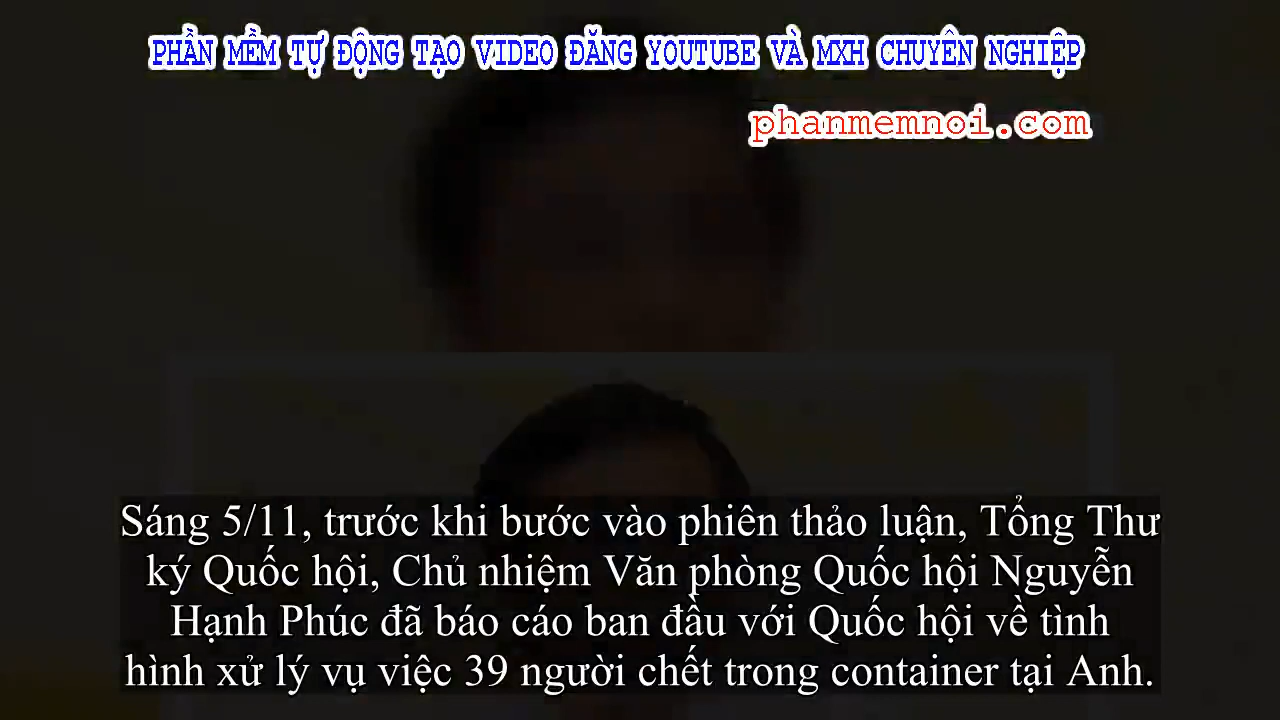 PHẦN MỀM TỰ ĐỘNG TẠO VIDEO ĐĂNG YOUTUBE VÀ MXH CHUYÊN NGHIỆP
phanmemnoi.com
Sáng 5/11, trước khi bước vào phiên thảo luận, Tổng Thư
ký Quốc hội, Chủ nhiệm Văn phòng Quốc hội Nguyễn
Hạnh Phúc đã báo cáo ban đầu với Quốc hội về tình
hình xử lý vụ việc 39 người chết trong container tại Anh.